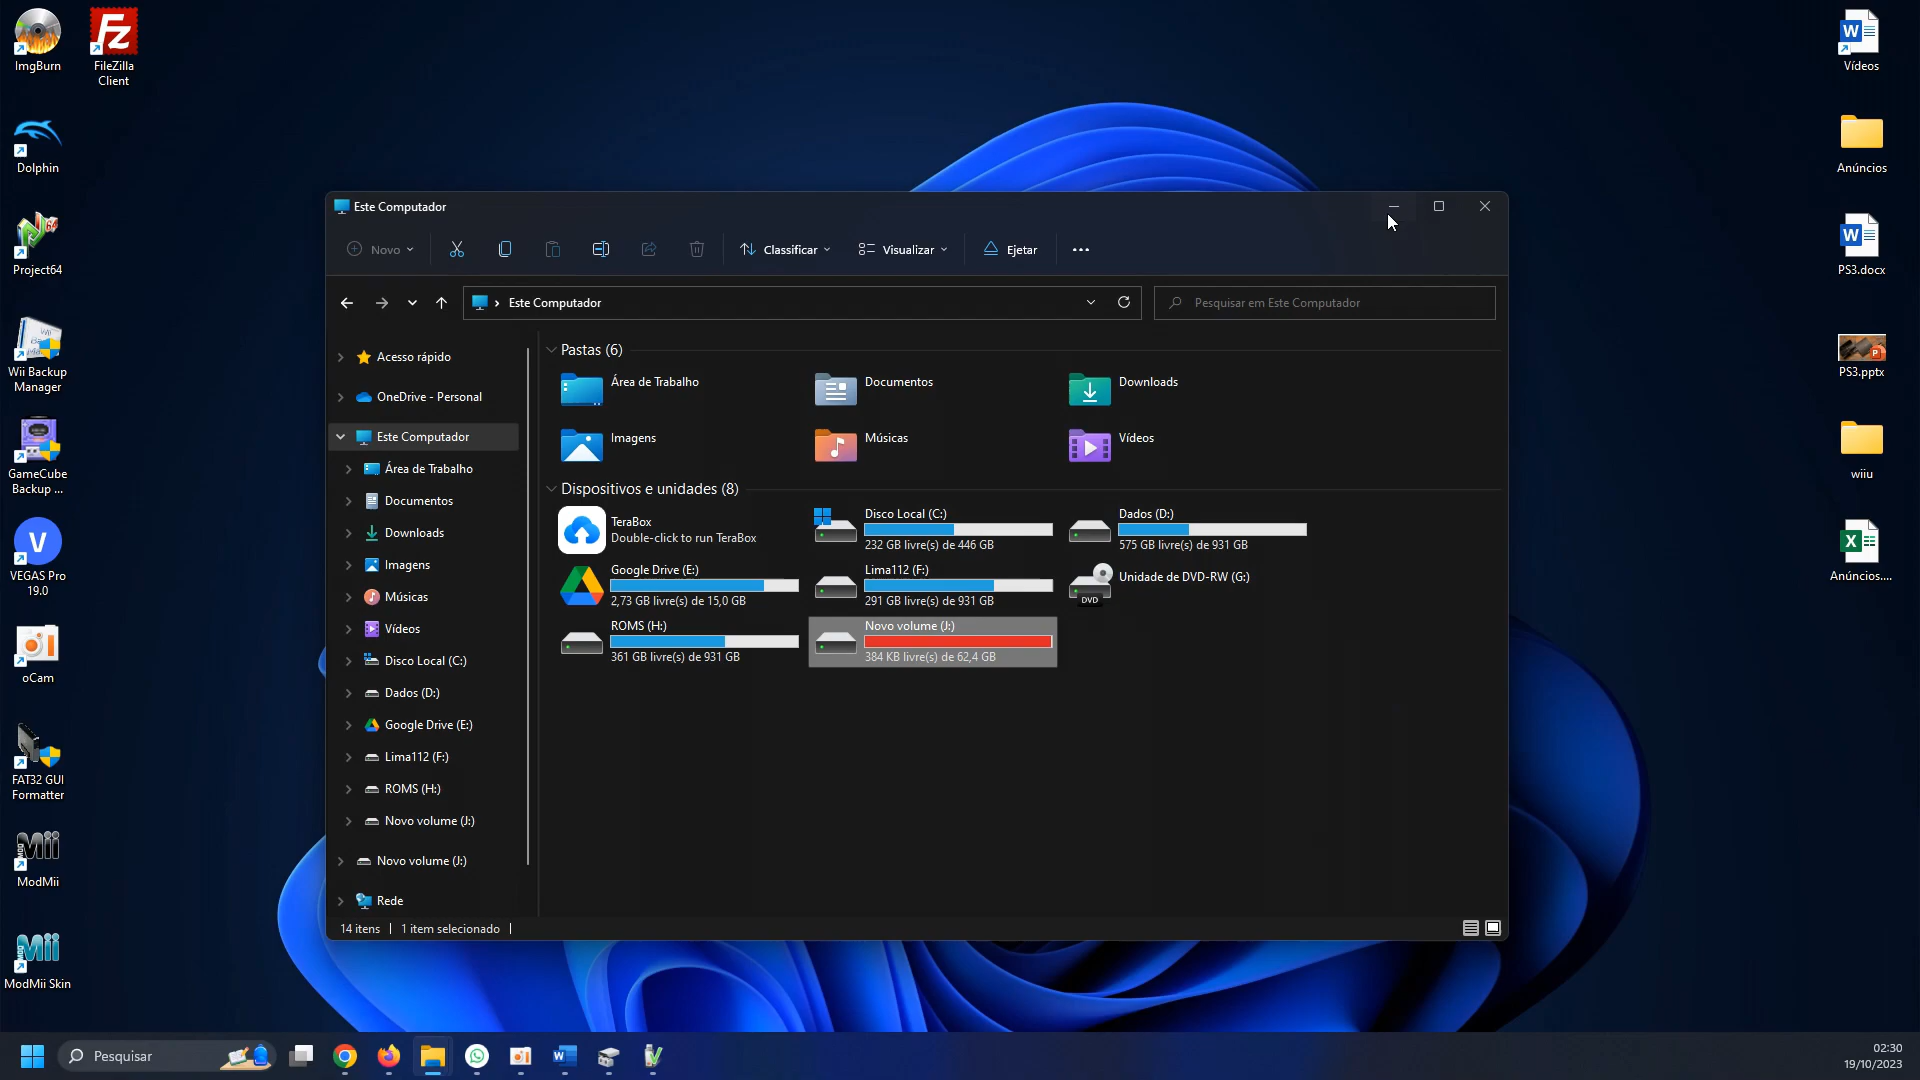 ImgBurn
FileZilla
Client
Dolphin
Project64
Wii Backup
Manager
GameCube
Backup ...
VEGAS Pro
19.0
oCam
FAT32 GUI
Formatter
ModMii
ModMii Skin
Vídeos
Anúncios
PS3.docx
PS3.pptx
wiiu
Anúncios....
Este Computador
Novo
Classificar
Visualizar
Ejetar
Este Computador
Pesquisar em Este Computador
Acesso rápido
OneDrive - Personal
Este Computador
Área de Trabalho
Documentos
Downloads
Imagens
Músicas
Vídeos
Disco Local (C:)
Dados (D:)
Google Drive (E:)
Lima112 (F:)
ROMS (H:)
Novo volume (J:)
Novo volume (J:)
Rede
Pastas (6)
Área de Trabalho
Documentos
Downloads
Imagens
Músicas
Vídeos
Dispositivos e unidades (8)
TeraBox
Double-click to run TeraBox
Disco Local (C:)
232 GB livre(s) de 446 GB
Dados (D:)
575 GB livre(s) de 931 GB
Google Drive (E:)
2,73 GB livre(s) de 15,0 GB
Lima112 (F:)
291 GB livre(s) de 931 GB
Unidade de DVD-RW (G:)
DVD
ROMS (H:)
361 GB livre(s) de 931 GB
Novo volume (J:)
384 KB livre(s) de 62,4 GB
14 itens
1 item selecionado
Pesquisar
02:30
19/10/2023